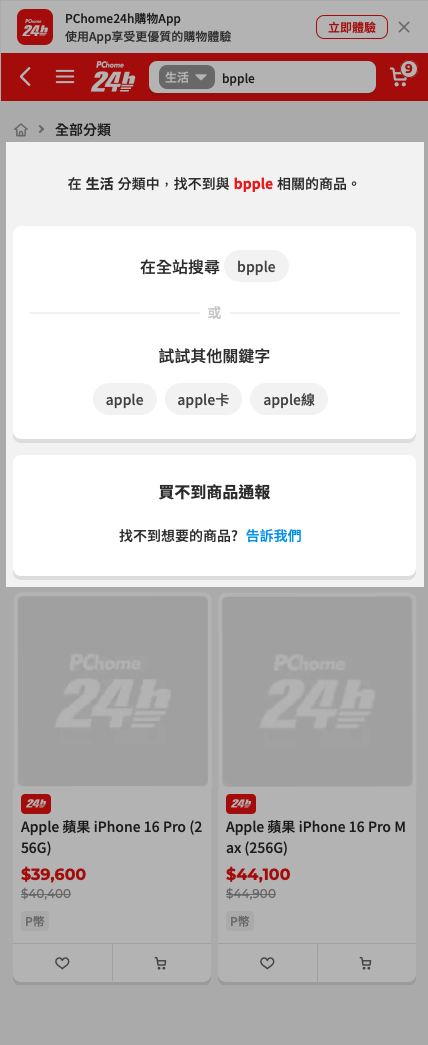 PChome24h購物App
使用App享受更優質的購物體驗
立即體驗
PChome
24h
生活
bpple
9
全部分類
在 生活 分類中，找不到與 bpple 相關的商品。
在全站搜尋 bpple
或
試試其他關鍵字
apple
apple卡
apple線
買不到商品通報
找不到想要的商品? 告訴我們
PChome
24h
PChome
24h
24h
Apple 蘋果 iPhone 16 Pro (2
56G)
$39,600
$40,400
P幣
24h
Apple 蘋果 iPhone 16 Pro M
ax (256G)
$44,100
$44,900
P幣